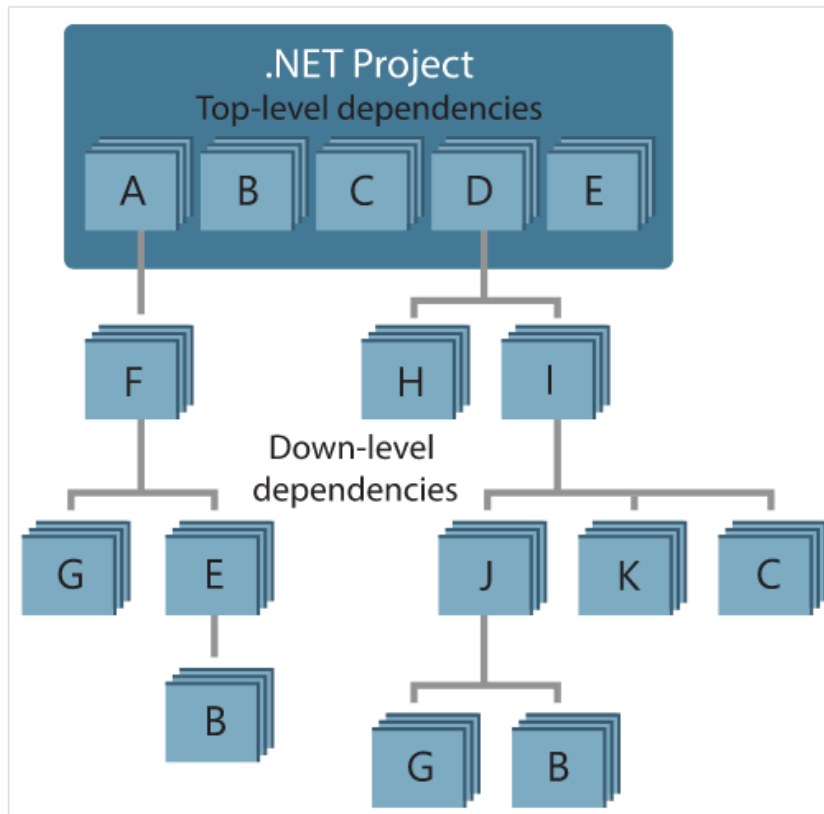 .NET Project
Top-level dependencies
A B C D E
F H I
Down-level
dependencies
G E J K C
B
G B